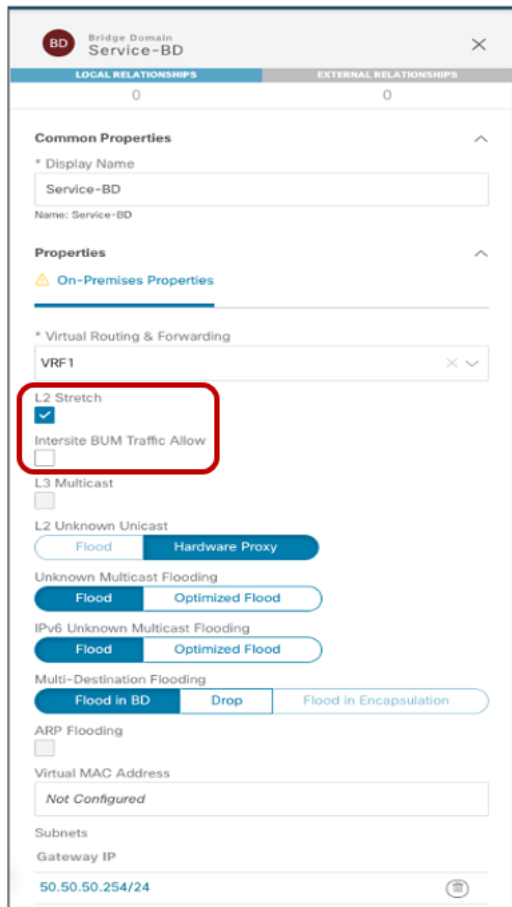 BD
Bridge Domain
Service-BD
LOCAL RELATIONSHIPS EXTERNAL RELATIONSHIPS
0 0
Common Properties
* Display Name
Service-BD
Name: Service-BD
Properties
On-Premises Properties
* Virtual Routing & Forwarding
VRF1
L2 Stretch
Intersite BUM Traffic Allow
L3 Multicast
L2 Unknown Unicast
Flood Hardware Proxy
Unknown Multicast Flooding
Flood Optimized Flood
IPv6 Unknown Multicast Flooding
Flood Optimized Flood
Multi-Destination Flooding
Flood in BD Drop Flood in Encapsulation
ARP Flooding
Virtual MAC Address
Not Configured
Subnets
Gateway IP
50.50.50.254/24